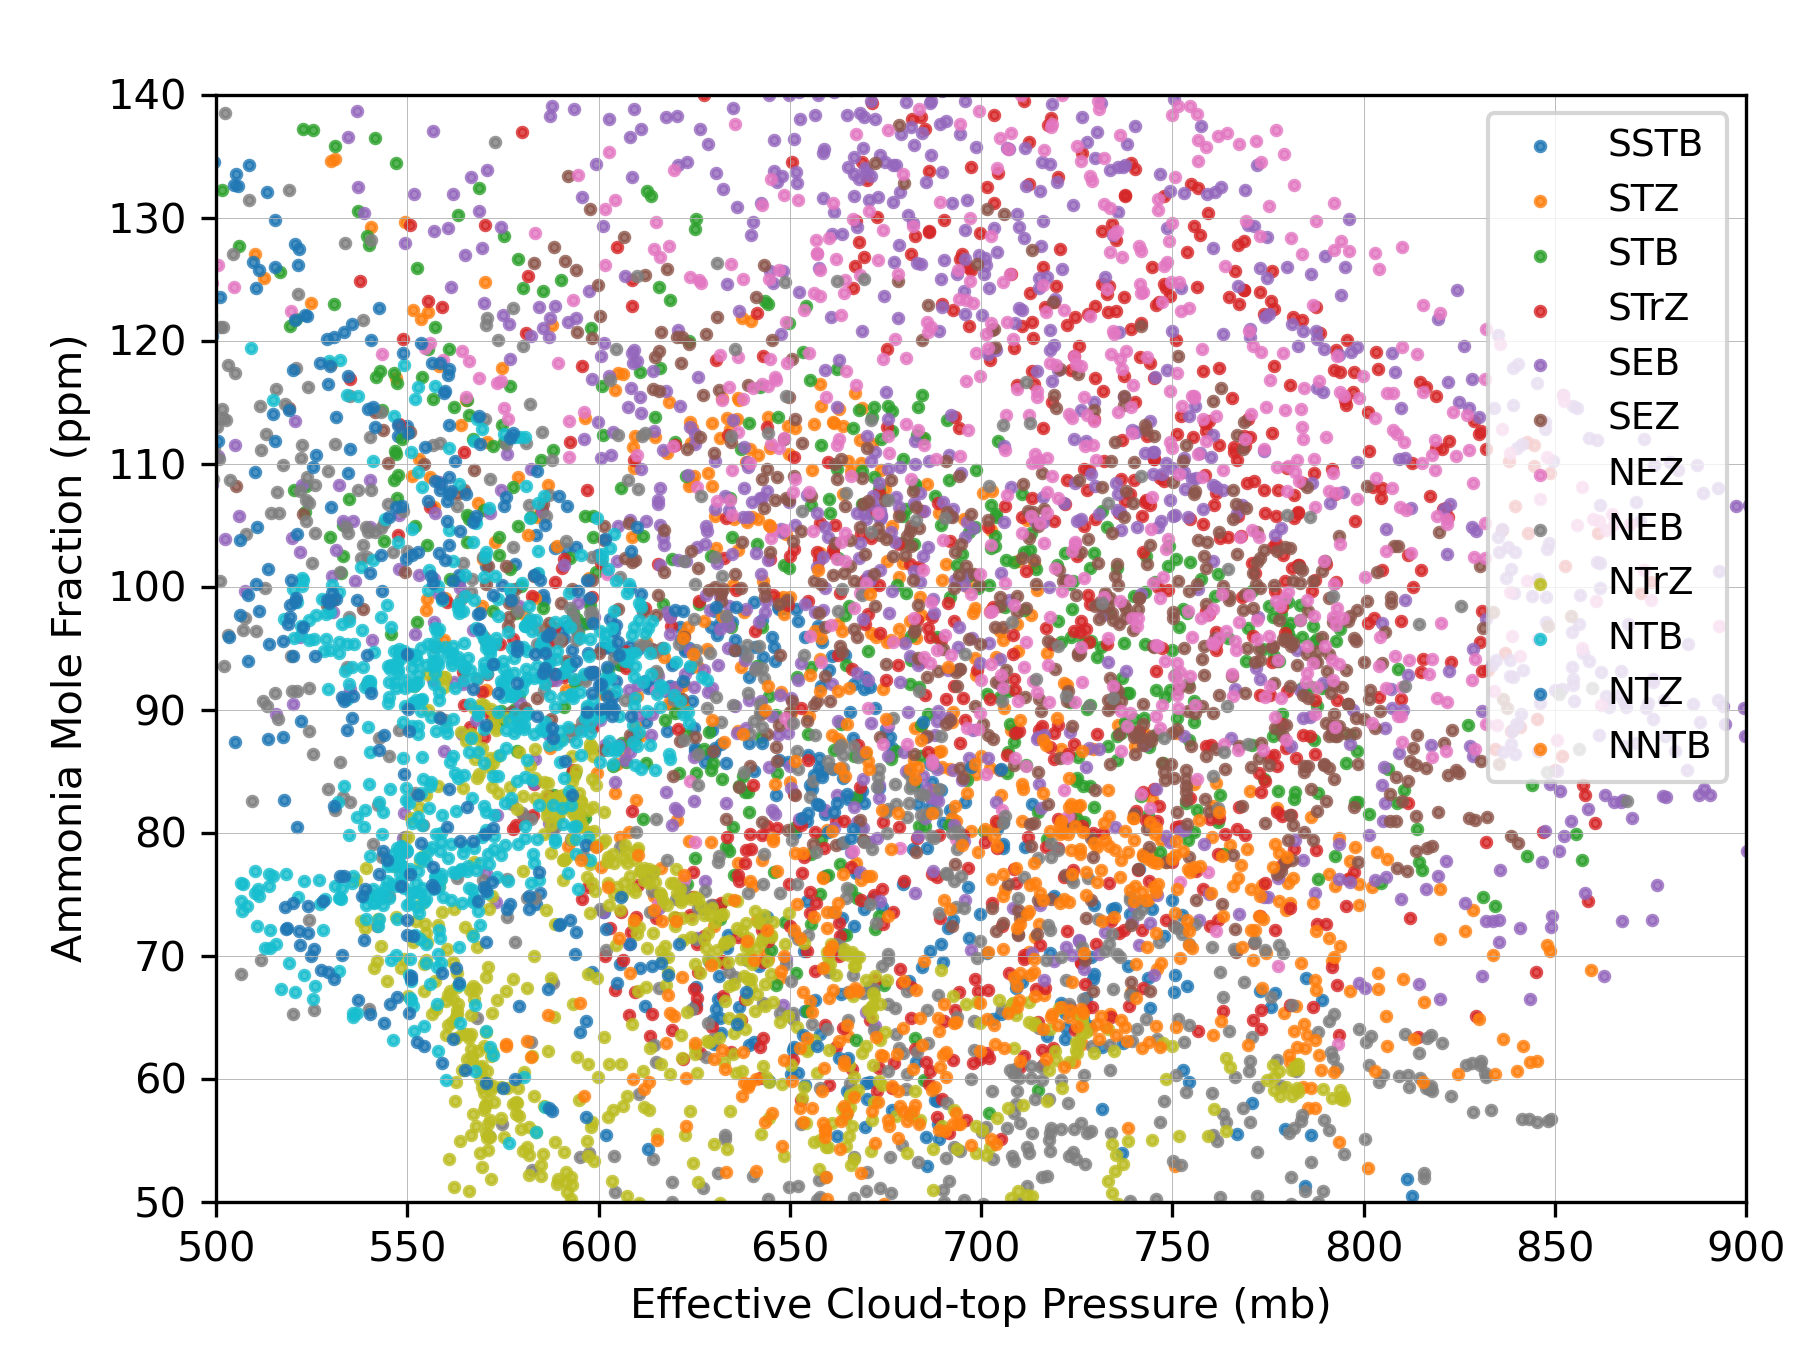 140
130
120
110
100
90
80
70
60
50
Ammonia Mole Fraction (ppm)
500 550 600 650 700 750 800 850 900
Effective Cloud-top Pressure (mb)
SSTB
STZ
STB
STrZ
SEB
SEZ
NEZ
NEB
NTrZ
NTB
NTZ
NNTB